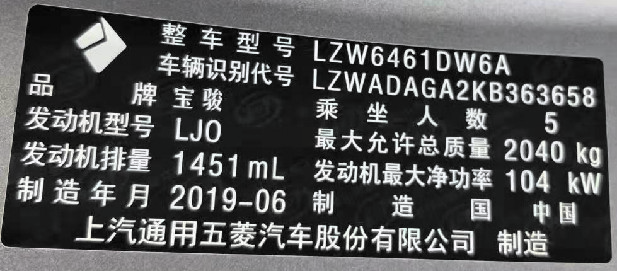 整车型号 LZW6461DW6A
车辆识别代号 LZWADAGA2KB363658
品牌 宝骏 乘坐人数 5
发动机型号 LJO 最大允许总质量 2040 kg
发动机排量 1451 mL 发动机最大净功率 104 kW
制造年月 2019-06 制造国 中国
上汽通用五菱汽车股份有限公司 制造